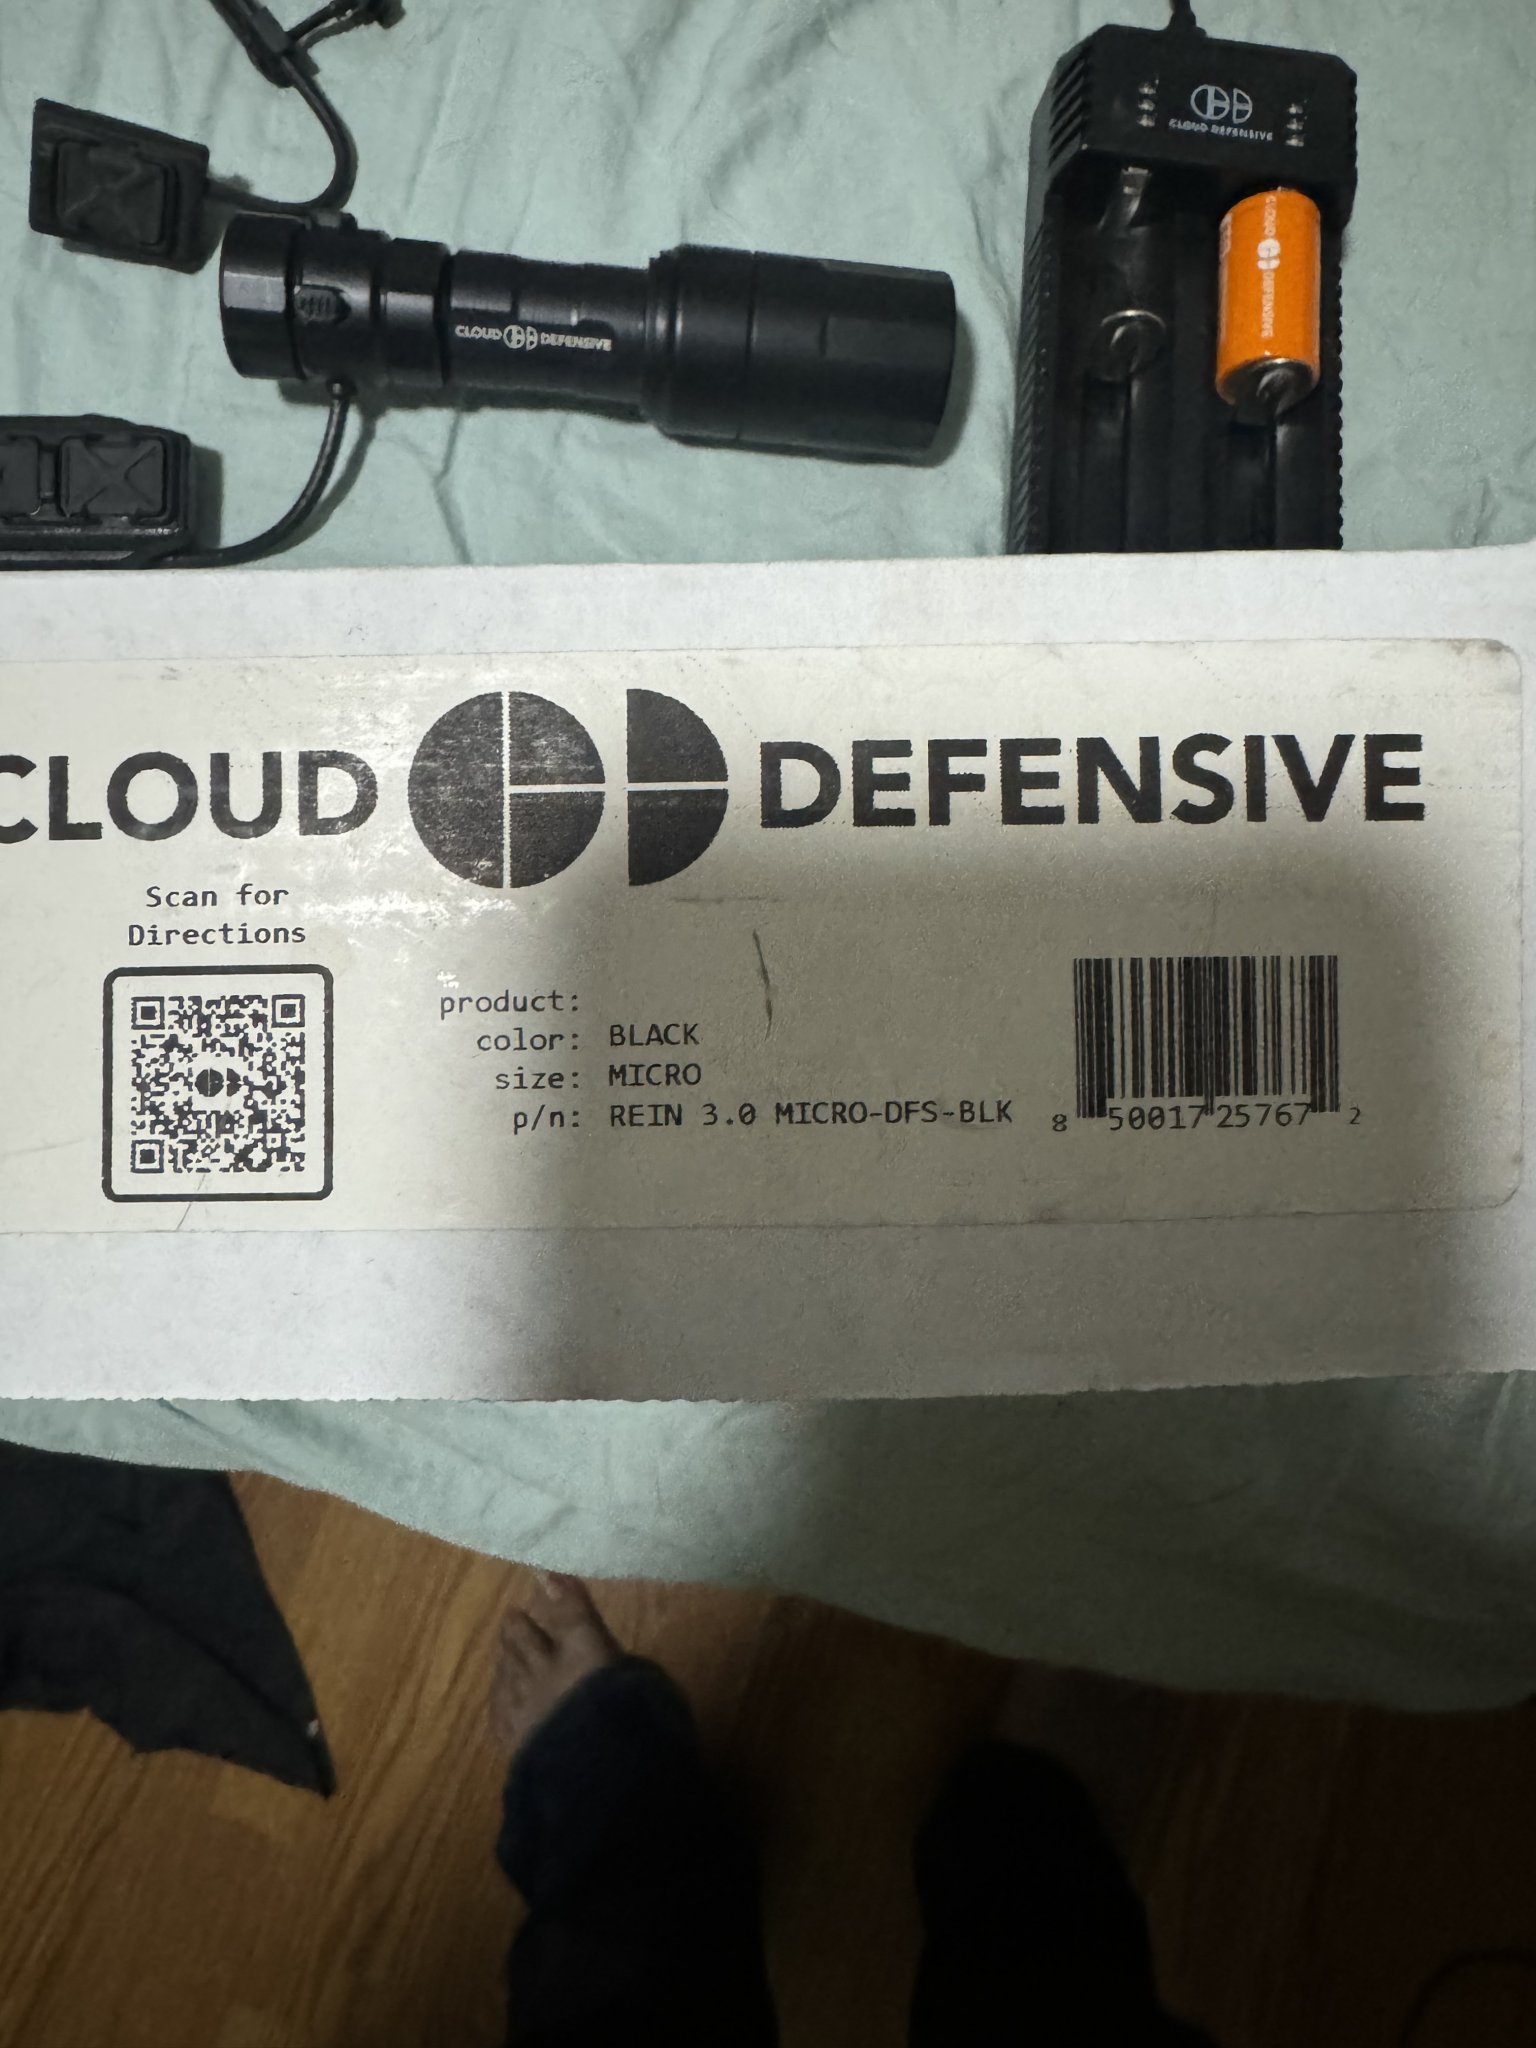 CLOUD DEFENSIVE
CLOUD DEFENSIVE
CLOUD DEFENSIVE
CLOUD DEFENSIVE
Scan for
Directions
product:
color: BLACK
size: MICRO
p/n: REIN 3.0 MICRO-DFS-BLK
8 50017 25767 2